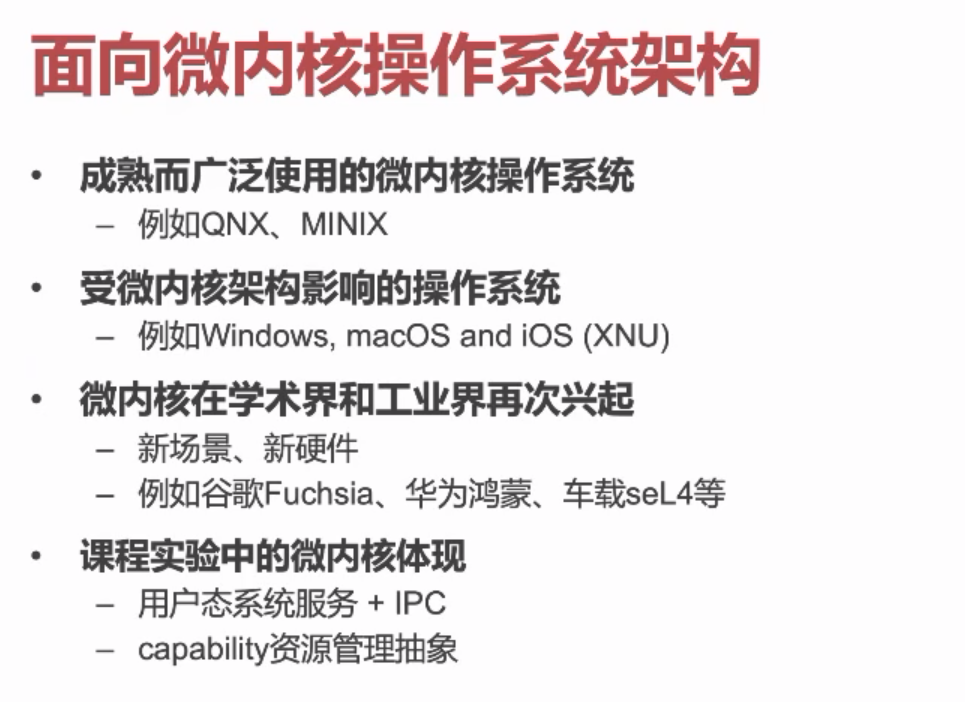 面向微内核操作系统架构
• 成熟而广泛使用的微内核操作系统
– 例如QNX、MINIX
• 受微内核架构影响的操作系统
– 例如Windows, macOS and iOS (XNU)
• 微内核在学术界和工业界再次兴起
– 新场景、新硬件
– 例如谷歌Fuchsia、华为鸿蒙、车载seL4等
• 课程实验中的微内核体现
– 用户态系统服务 + IPC
– capability资源管理抽象